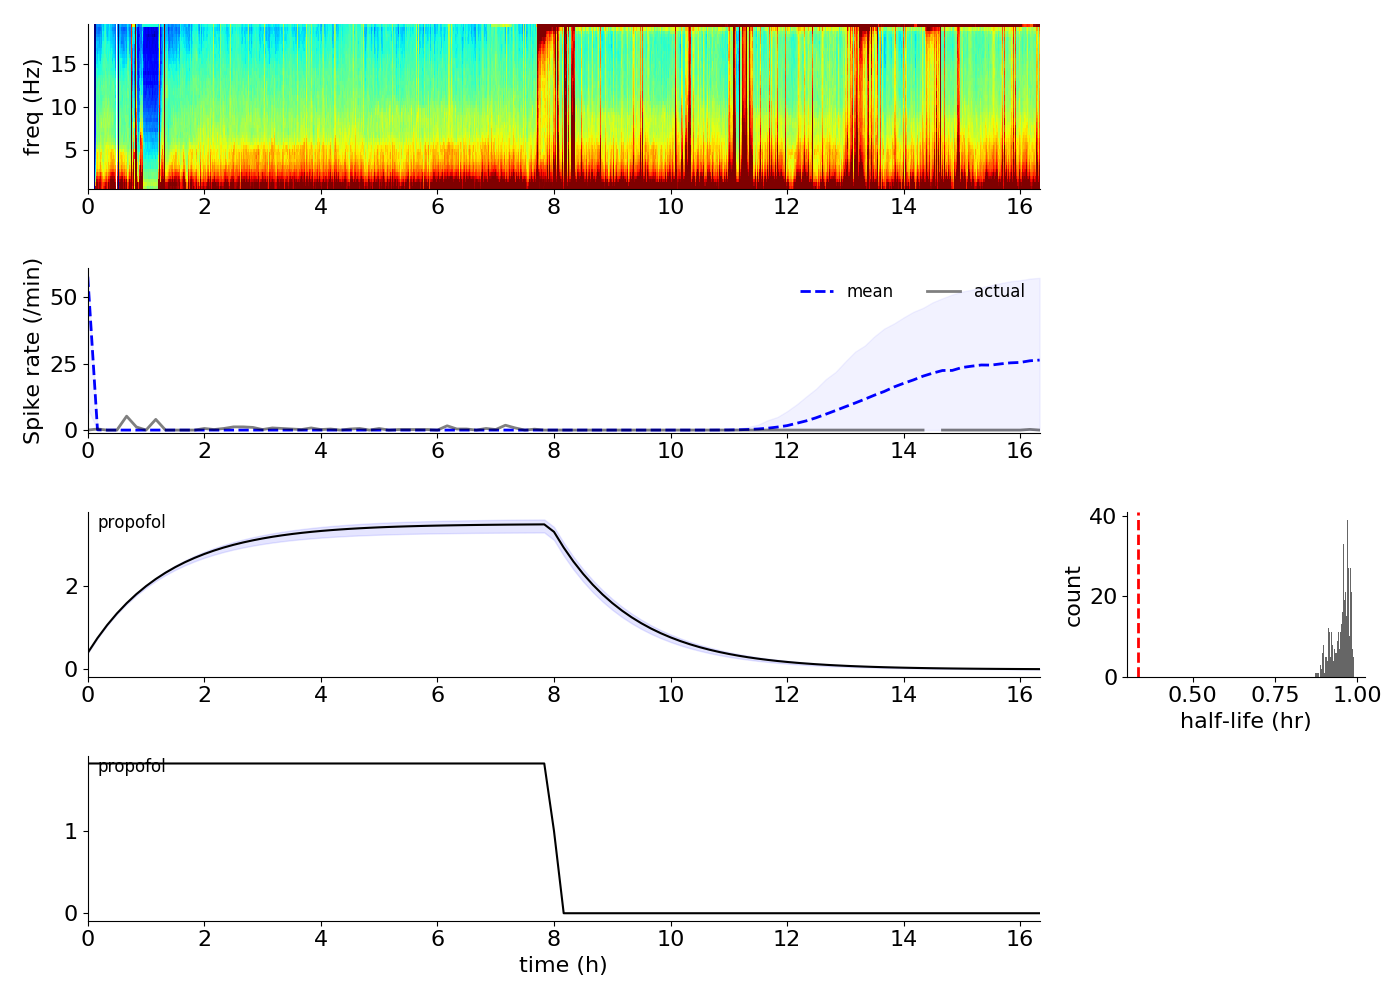 freq (Hz)
15
10
5
0 2 4 6 8 10 12 14 16
Spike rate (/min)
50
25
0
mean actual
0 2 4 6 8 10 12 14 16
propofol
2
0
0 2 4 6 8 10 12 14 16
count
40
20
0
0.50 0.75 1.00
half-life (hr)
propofol
1
0
0 2 4 6 8 10 12 14 16
time (h)